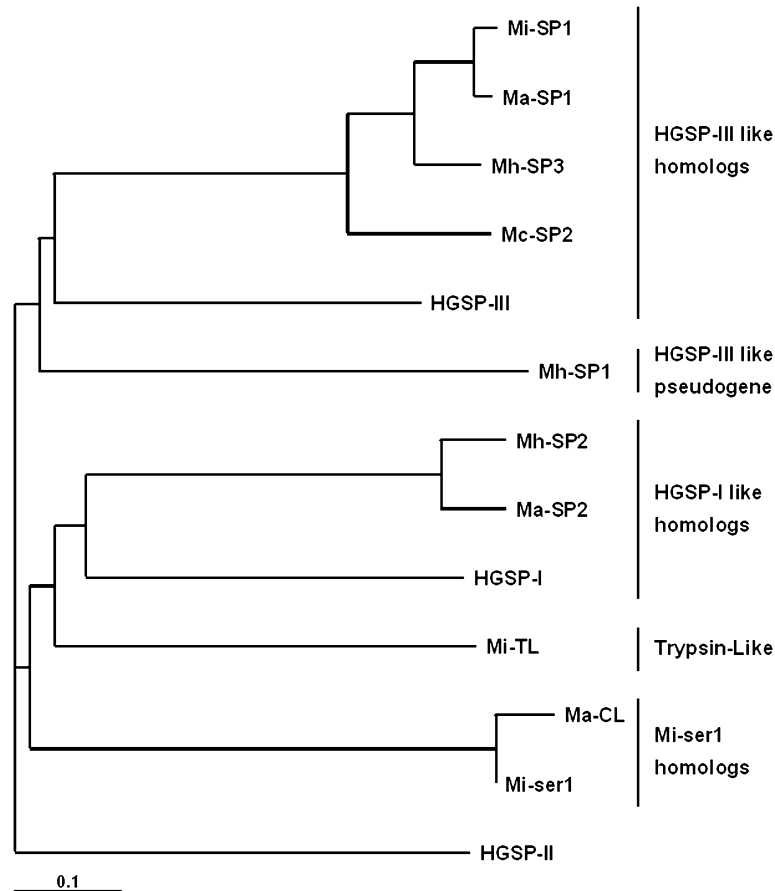 Mi-SP1
Ma-SP1
Mh-SP3
Mc-SP2
HGSP-III
HGSP-III like
homologs
Mh-SP1
HGSP-III like
pseudogene
Mh-SP2
Ma-SP2
HGSP-I
HGSP-I like
homologs
Mi-TL
Trypsin-Like
Ma-CL
Mi-ser1
Mi-ser1
homologs
HGSP-II
0.1